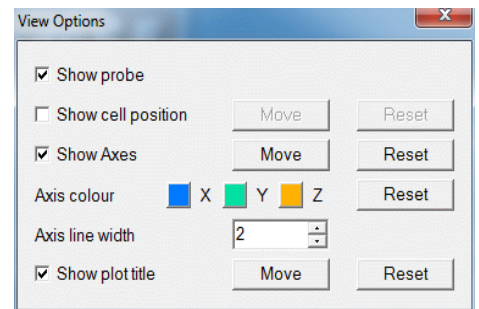 View Options
x
Show probe
Show cell position Move Reset
Show Axes Move Reset
Axis colour X Y Z Reset
Axis line width 2
Show plot title Move Reset